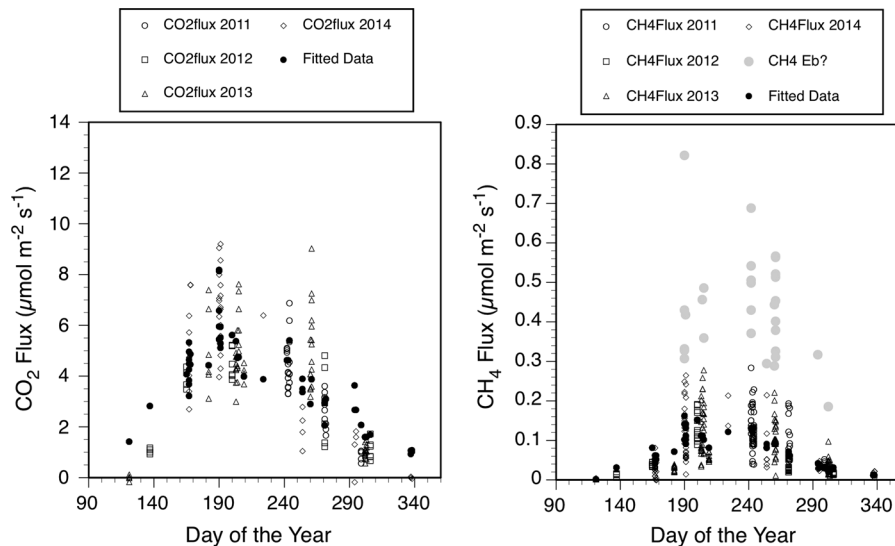 CO2flux 2011 CO2flux 2014
CO2flux 2012 Fitted Data
CO2flux 2013
14
12
10
8
6
4
2
0
CO2 Flux (µmol m-2 s-1)
90 140 190 240 290 340
Day of the Year
CH4Flux 2011 CH4Flux 2014
CH4Flux 2012 CH4 Eb?
CH4Flux 2013 Fitted Data
0.9
0.8
0.7
0.6
0.5
0.4
0.3
0.2
0.1
0
CH4 Flux (µmol m-2 s-1)
90 140 190 240 290 340
Day of the Year